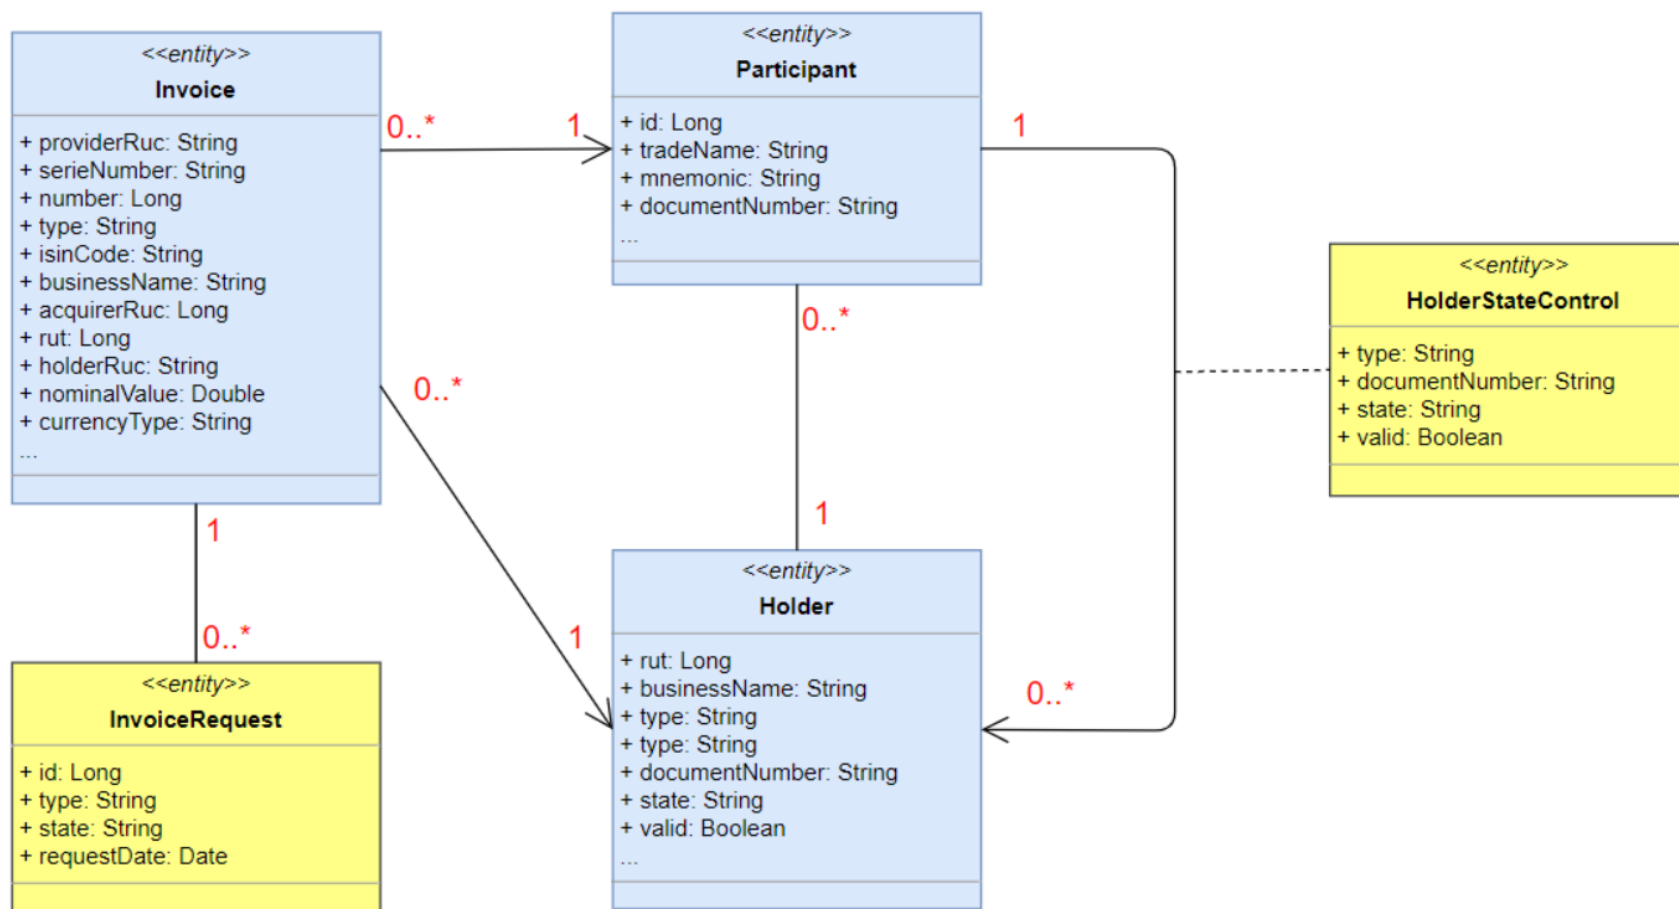 <<entity>>
Invoice
+ providerRuc: String
+ serieNumber: String
+ number: Long
+ type: String
+ isinCode: String
+ businessName: String
+ acquirerRuc: Long
+ rut: Long
+ holderRuc: String
+ nominalValue: Double
+ currencyType: String
...
0..*
1
<<entity>>
Participant
+ id: Long
+ tradeName: String
+ mnemonic: String
+ documentNumber: String
...
1
0..*
<<entity>>
HolderStateControl
+ type: String
+ documentNumber: String
+ state: String
+ valid: Boolean
0..*
1
1
1
0..*
0..*
<<entity>>
InvoiceRequest
+ id: Long
+ type: String
+ state: String
+ requestDate: Date
<<entity>>
Holder
+ rut: Long
+ businessName: String
+ type: String
+ type: String
+ documentNumber: String
+ state: String
+ valid: Boolean
...